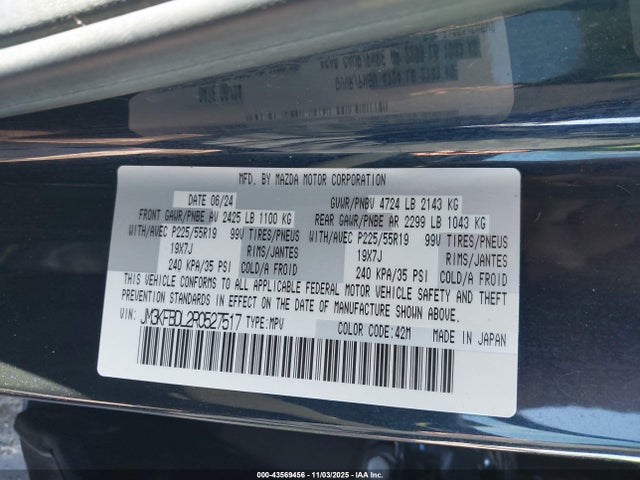 MFD. BY MAZDA MOTOR CORPORATION
DATE 06/24 GVWR/PNBV 4724 LB 2143 KG
FRONT GAWR/PNBE AV 2425 LB 1100 KG REAR GAWR/PNBE AR 2299 LB 1043 KG
WITH/AVEC P225/55R19 99V TIRES/PNEUS WITH/AVEC P225/55R19 99V TIRES/PNEUS
19X7J RIMS/JANTES 19X7J RIMS/JANTES
240 KPA/35 PSI COLD/A FROID 240 KPA/35 PSI COLD/A FROID
THIS VEHICLE CONFORMS TO ALL APPLICABLE FEDERAL MOTOR VEHICLE SAFETY AND THEFT
PREVENTION STANDARDS IN EFFECT ON THE DATE OF MANUFACTURE SHOWN ABOVE.
VIN: JM3KFBDL2R0527517 TYPE: MPV COLOR CODE: 42M MADE IN JAPAN
000-43569456 - 11/03/2025 - IAAI.COM